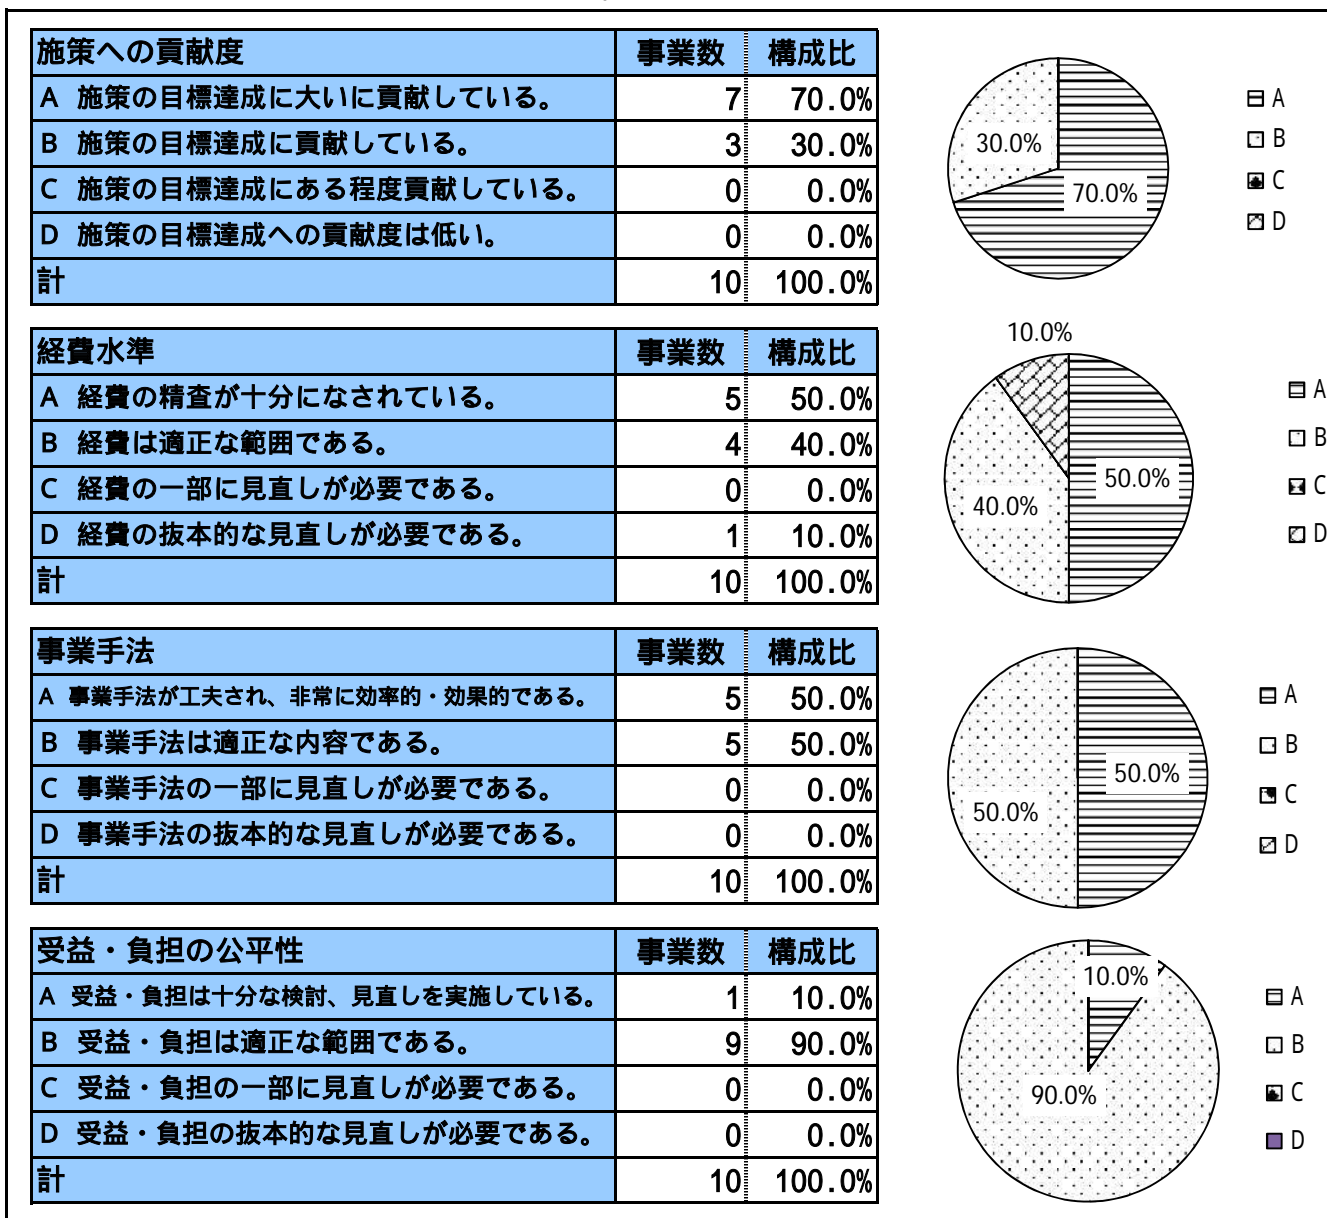 施策への貢献度 事業数 構成比
A 施策の目標達成に大いに貢献している。 7 70.0%
B 施策の目標達成に貢献している。 3 30.0%
C 施策の目標達成にある程度貢献している。 0 0.0%
D 施策の目標達成への貢献度は低い。 0 0.0%
計 10 100.0%
30.0%
70.0%
A
B
C
D
経費水準 事業数 構成比
A 経費の精査が十分になされている。 5 50.0%
B 経費は適正な範囲である。 4 40.0%
C 経費の一部に見直しが必要である。 0 0.0%
D 経費の抜本的な見直しが必要である。 1 10.0%
計 10 100.0%
10.0%
50.0%
40.0%
A
B
C
D
事業手法 事業数 構成比
A 事業手法が工夫され、非常に効率的・効果的である。 5 50.0%
B 事業手法は適正な内容である。 5 50.0%
C 事業手法の一部に見直しが必要である。 0 0.0%
D 事業手法の抜本的な見直しが必要である。 0 0.0%
計 10 100.0%
50.0%
50.0%
A
B
C
D
受益・負担の公平性 事業数 構成比
A 受益・負担は十分な検討、見直しを実施している。 1 10.0%
B 受益・負担は適正な範囲である。 9 90.0%
C 受益・負担の一部に見直しが必要である。 0 0.0%
D 受益・負担の抜本的な見直しが必要である。 0 0.0%
計 10 100.0%
10.0%
90.0%
A
B
C
D